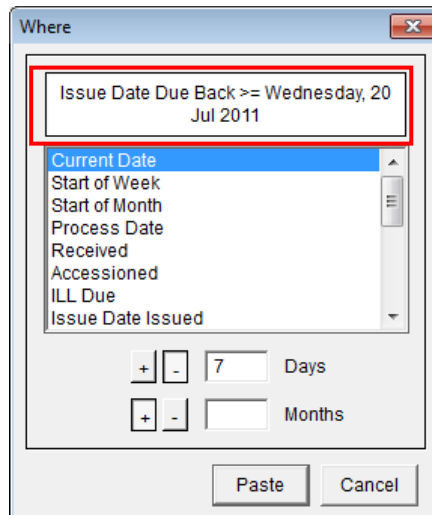 Where
Issue Date Due Back >= Wednesday, 20
Jul 2011
Current Date
Start of Week
Start of Month
Process Date
Received
Accessioned
ILL Due
Issue Date Issued
+ - 7 Days
+ - Months
Paste Cancel